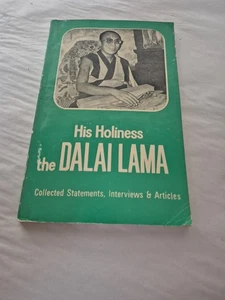 His Holiness
the DALAI LAMA
Collected Statements, Interviews & Articles